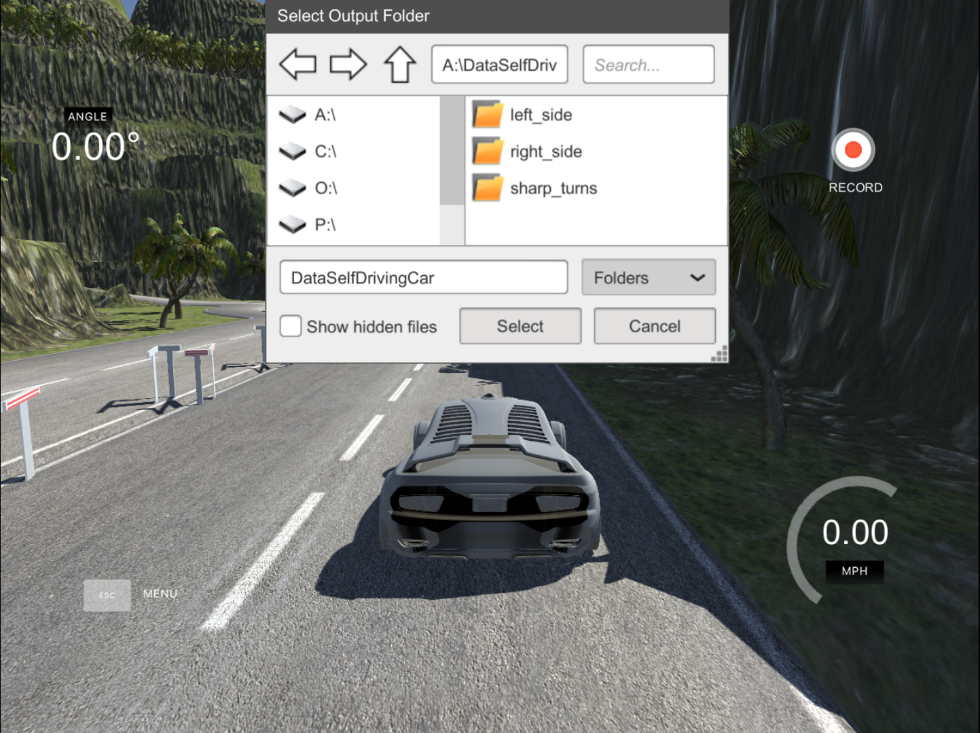 Select Output Folder
A:\DataSelfDriv
Search...
ANGLE
0.00°
A:\
C:\
O:\
P:\
left_side
right_side
sharp_turns
RECORD
DataSelfDrivingCar
Folders
Show hidden files
Select
Cancel
0.00
MPH
ESC
MENU